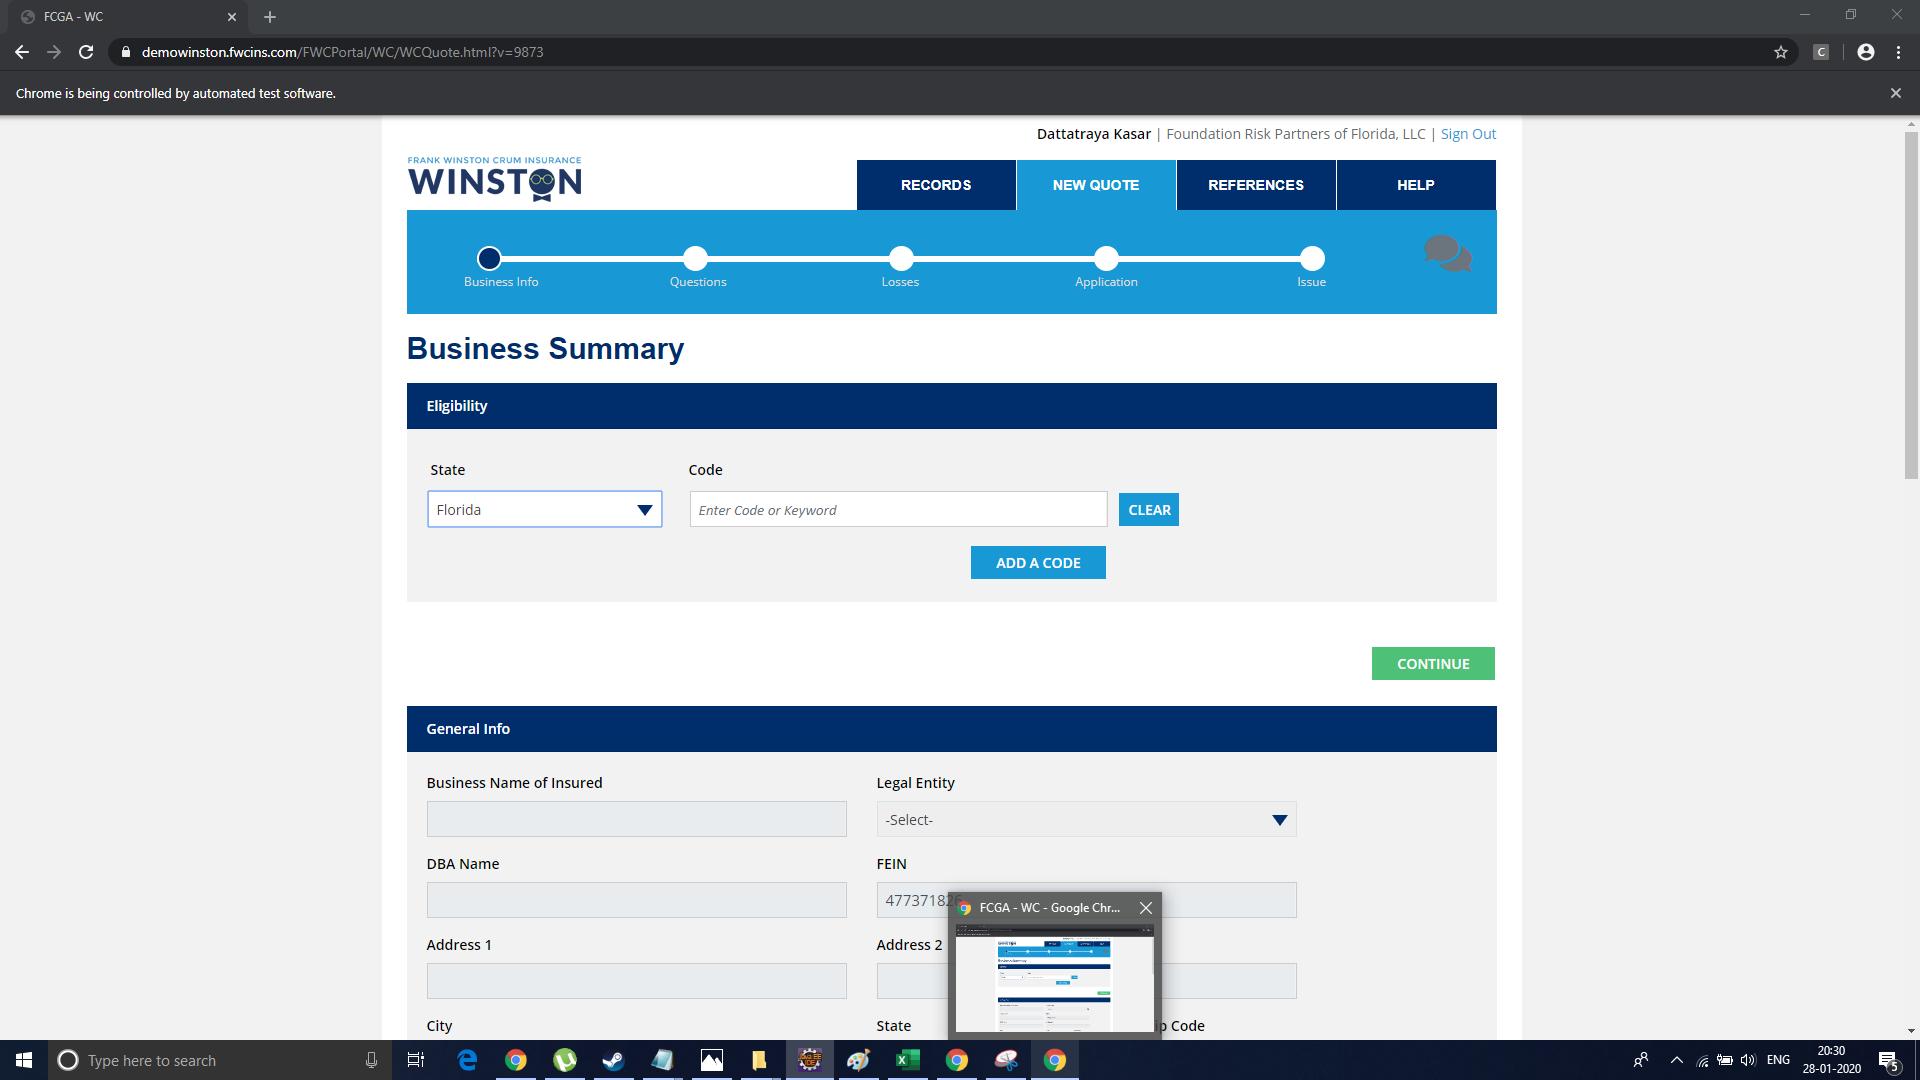 FCGA - WC
demowinston.fwcins.com/FWCPortal/WC/WCQuote.html?v=9873
C
Chrome is being controlled by automated test software.
Dattatraya Kasar | Foundation Risk Partners of Florida, LLC | Sign Out
FRANK WINSTON CRUM INSURANCE
WINSTON
RECORDS NEW QUOTE REFERENCES HELP
Business Info Questions Losses Application Issue
Business Summary
Eligibility
State Code
Florida Enter Code or Keyword CLEAR
ADD A CODE
CONTINUE
General Info
Business Name of Insured Legal Entity
-Select-
DBA Name FEIN
FCGA - WC - Google Chr...
Address 1 Address 2
City State Code
Type here to search
ENG
20:30
28-01-2020
5